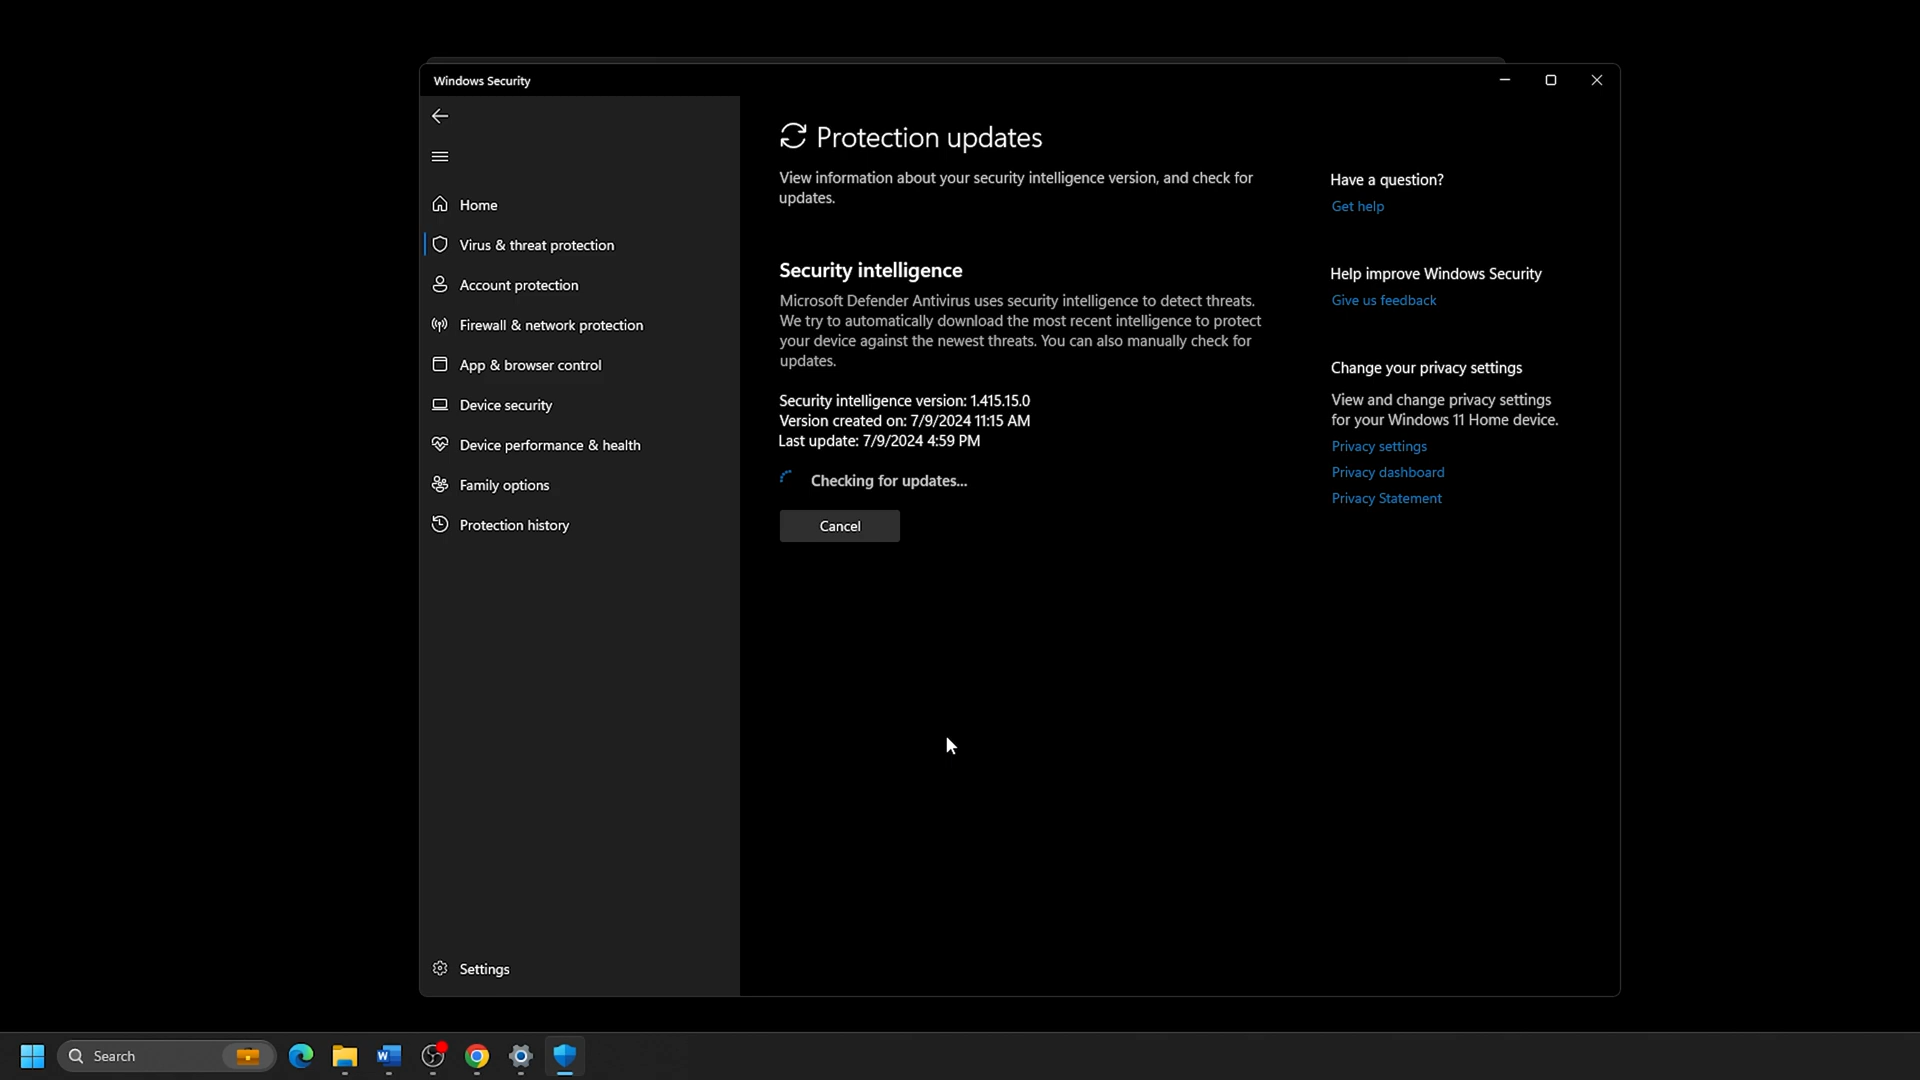 Windows Security
Home
Virus & threat protection
Account protection
Firewall & network protection
App & browser control
Device security
Device performance & health
Family options
Protection history
Settings
Protection updates
View information about your security intelligence version, and check for
updates.
Security intelligence
Microsoft Defender Antivirus uses security intelligence to detect threats.
We try to automatically download the most recent intelligence to protect
your device against the newest threats. You can also manually check for
updates.
Security intelligence version: 1.415.15.0
Version created on: 7/9/2024 11:15 AM
Last update: 7/9/2024 4:59 PM
Checking for updates...
Cancel
Have a question?
Get help
Help improve Windows Security
Give us feedback
Change your privacy settings
View and change privacy settings
for your Windows 11 Home device.
Privacy settings
Privacy dashboard
Privacy Statement
Search
W